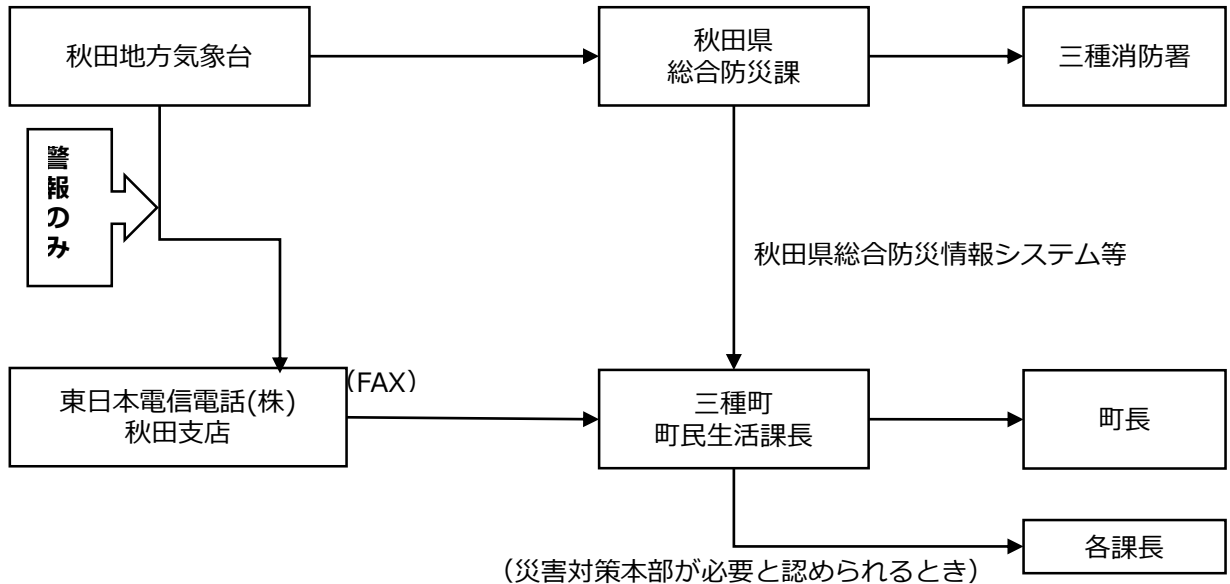 秋田地方気象台
秋田県
総合防災課
三種消防署
警報のみ
秋田県総合防災情報システム等
東日本電信電話(株)
秋田支店
（FAX）
三種町
町民生活課長
町長
各課長
（災害対策本部が必要と認められるとき）